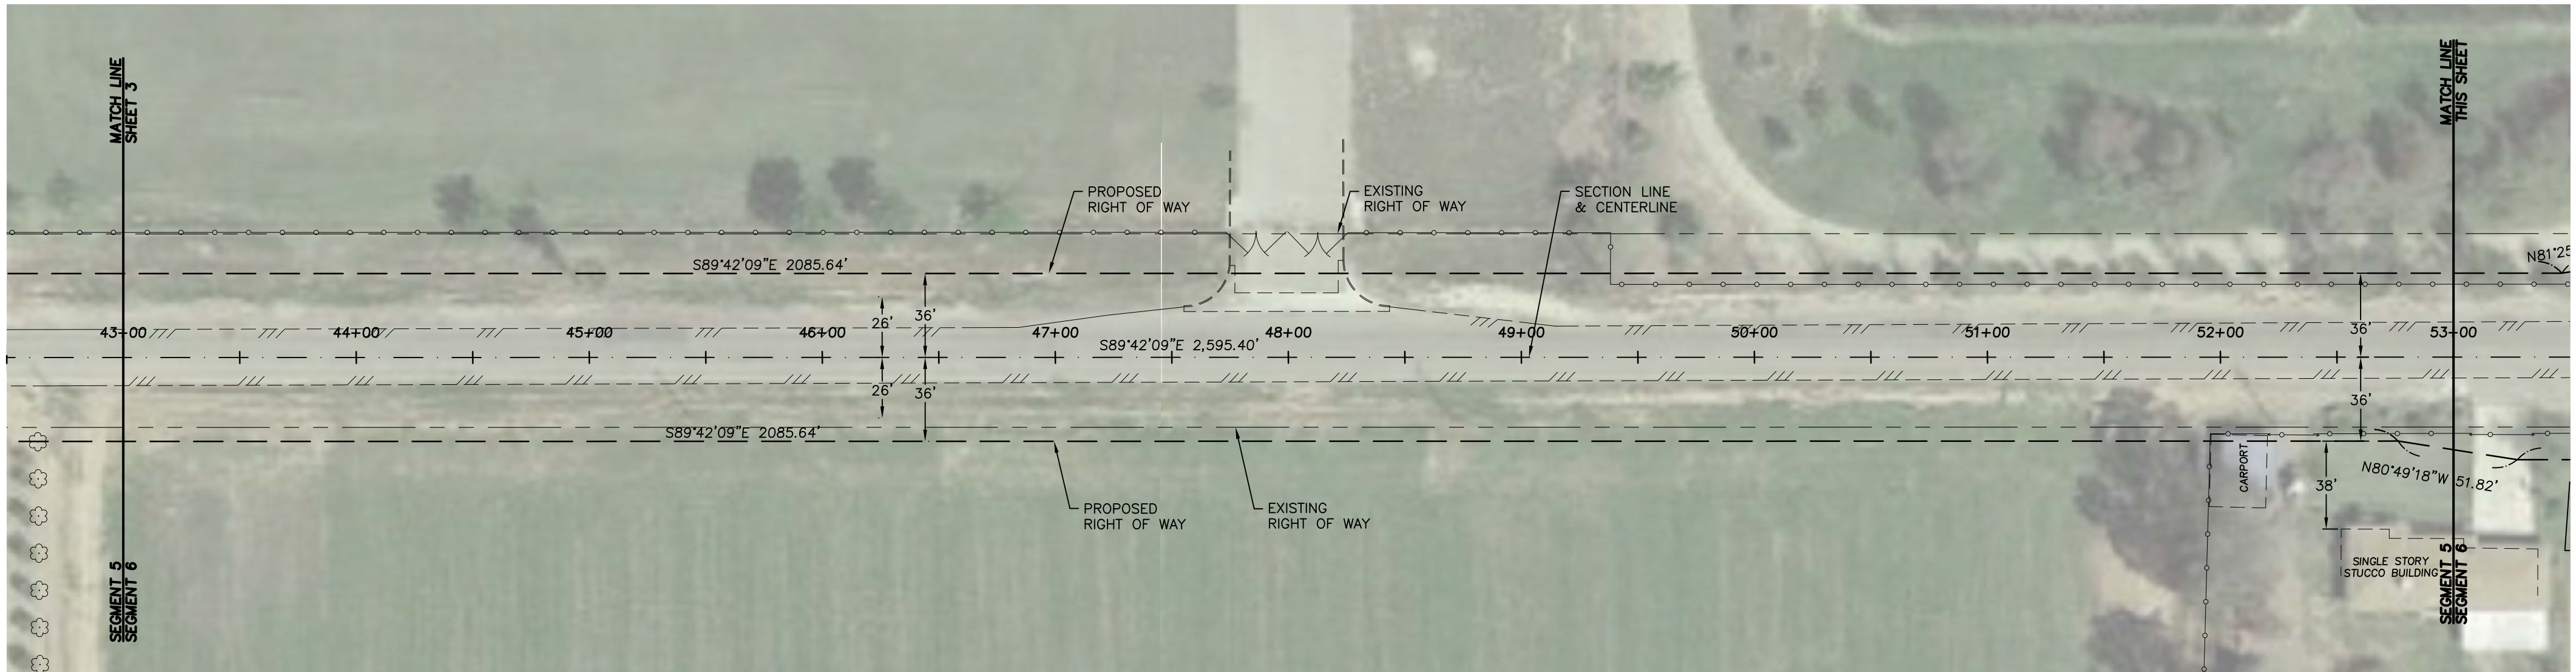 MATCH LINE
SHEET 3
MATCH LINE
THIS SHEET
PROPOSED
RIGHT OF WAY
EXISTING
RIGHT OF WAY
SECTION LINE
& CENTERLINE
S89°42'09"E 2085.64'
N81°25
26'
36'
36'
43+00
44+00
45+00
46+00
47+00
48+00
49+00
50+00
51+00
52+00
53+00
S89°42'09"E 2,595.40'
26'
36'
36'
S89°42'09"E 2085.64'
PROPOSED
RIGHT OF WAY
EXISTING
RIGHT OF WAY
CARPORT
38'
N80°49'18"W 51.82'
SINGLE STORY
STUCCO BUILDING
SEGMENT 5
SEGMENT 6
SEGMENT 5
SEGMENT 6